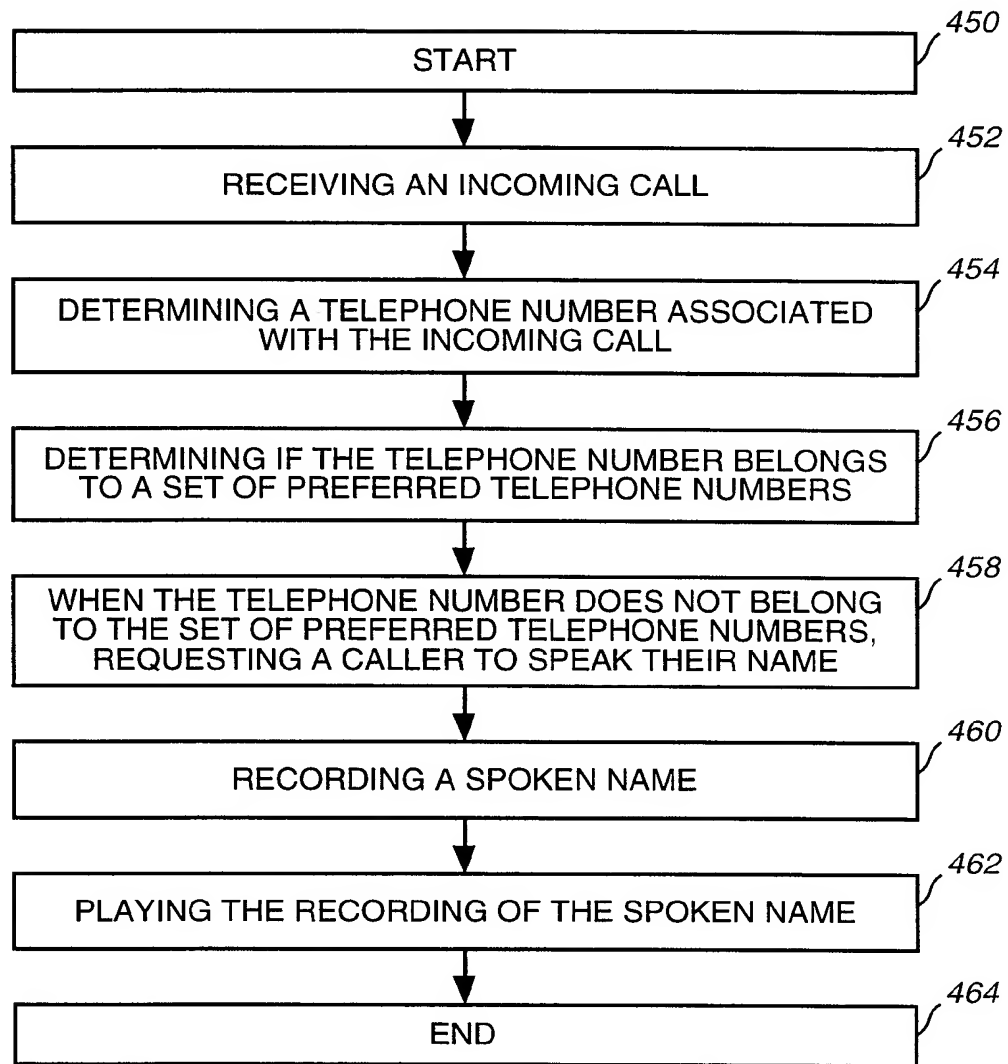 450
START
452
RECEIVING AN INCOMING CALL
454
DETERMINING A TELEPHONE NUMBER ASSOCIATED
WITH THE INCOMING CALL
456
DETERMINING IF THE TELEPHONE NUMBER BELONGS
TO A SET OF PREFERRED TELEPHONE NUMBERS
458
WHEN THE TELEPHONE NUMBER DOES NOT BELONG
TO THE SET OF PREFERRED TELEPHONE NUMBERS,
REQUESTING A CALLER TO SPEAK THEIR NAME
460
RECORDING A SPOKEN NAME
462
PLAYING THE RECORDING OF THE SPOKEN NAME
464
END